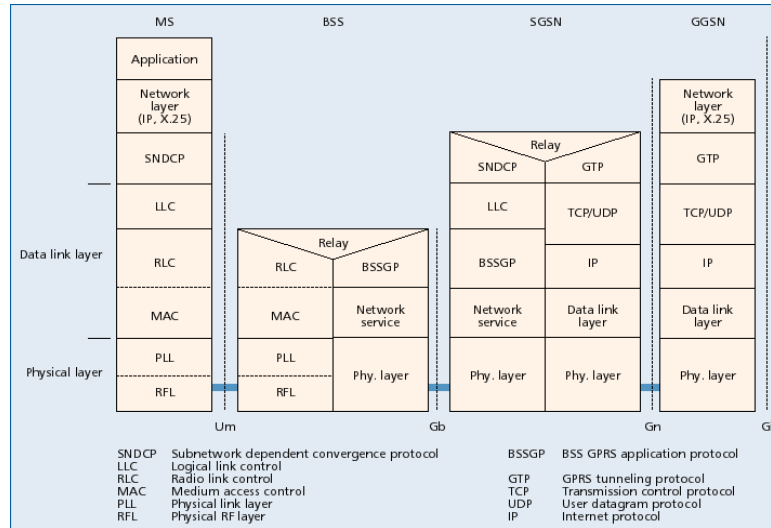 MS BSS SGSN GGSN
Application
Network
layer
(IP, X.25)
Network
layer
(IP, X.25)
Relay
SNDCP
SNDCP
GTP
GTP
Data link layer
LLC
LLC
TCP/UDP
TCP/UDP
Relay
RLC
RLC
BSSGP
BSSGP
IP
IP
MAC
MAC
Network
service
Network
service
Data link
layer
Data link
layer
Physical layer
PLL
PLL
Phy. layer
Phy. layer
Phy. layer
Phy. layer
RFL
RFL
Um Gb Gn G
SNDCP Subnetwork dependent convergence protocol
LLC Logical link control
RLC Radio link control
MAC Medium access control
PLL Physical link layer
RFL Physical RF layer
BSSGP BSS GPRS application protocol
GTP GPRS tunneling protocol
TCP Transmission control protocol
UDP User datagram protocol
IP Internet protocol